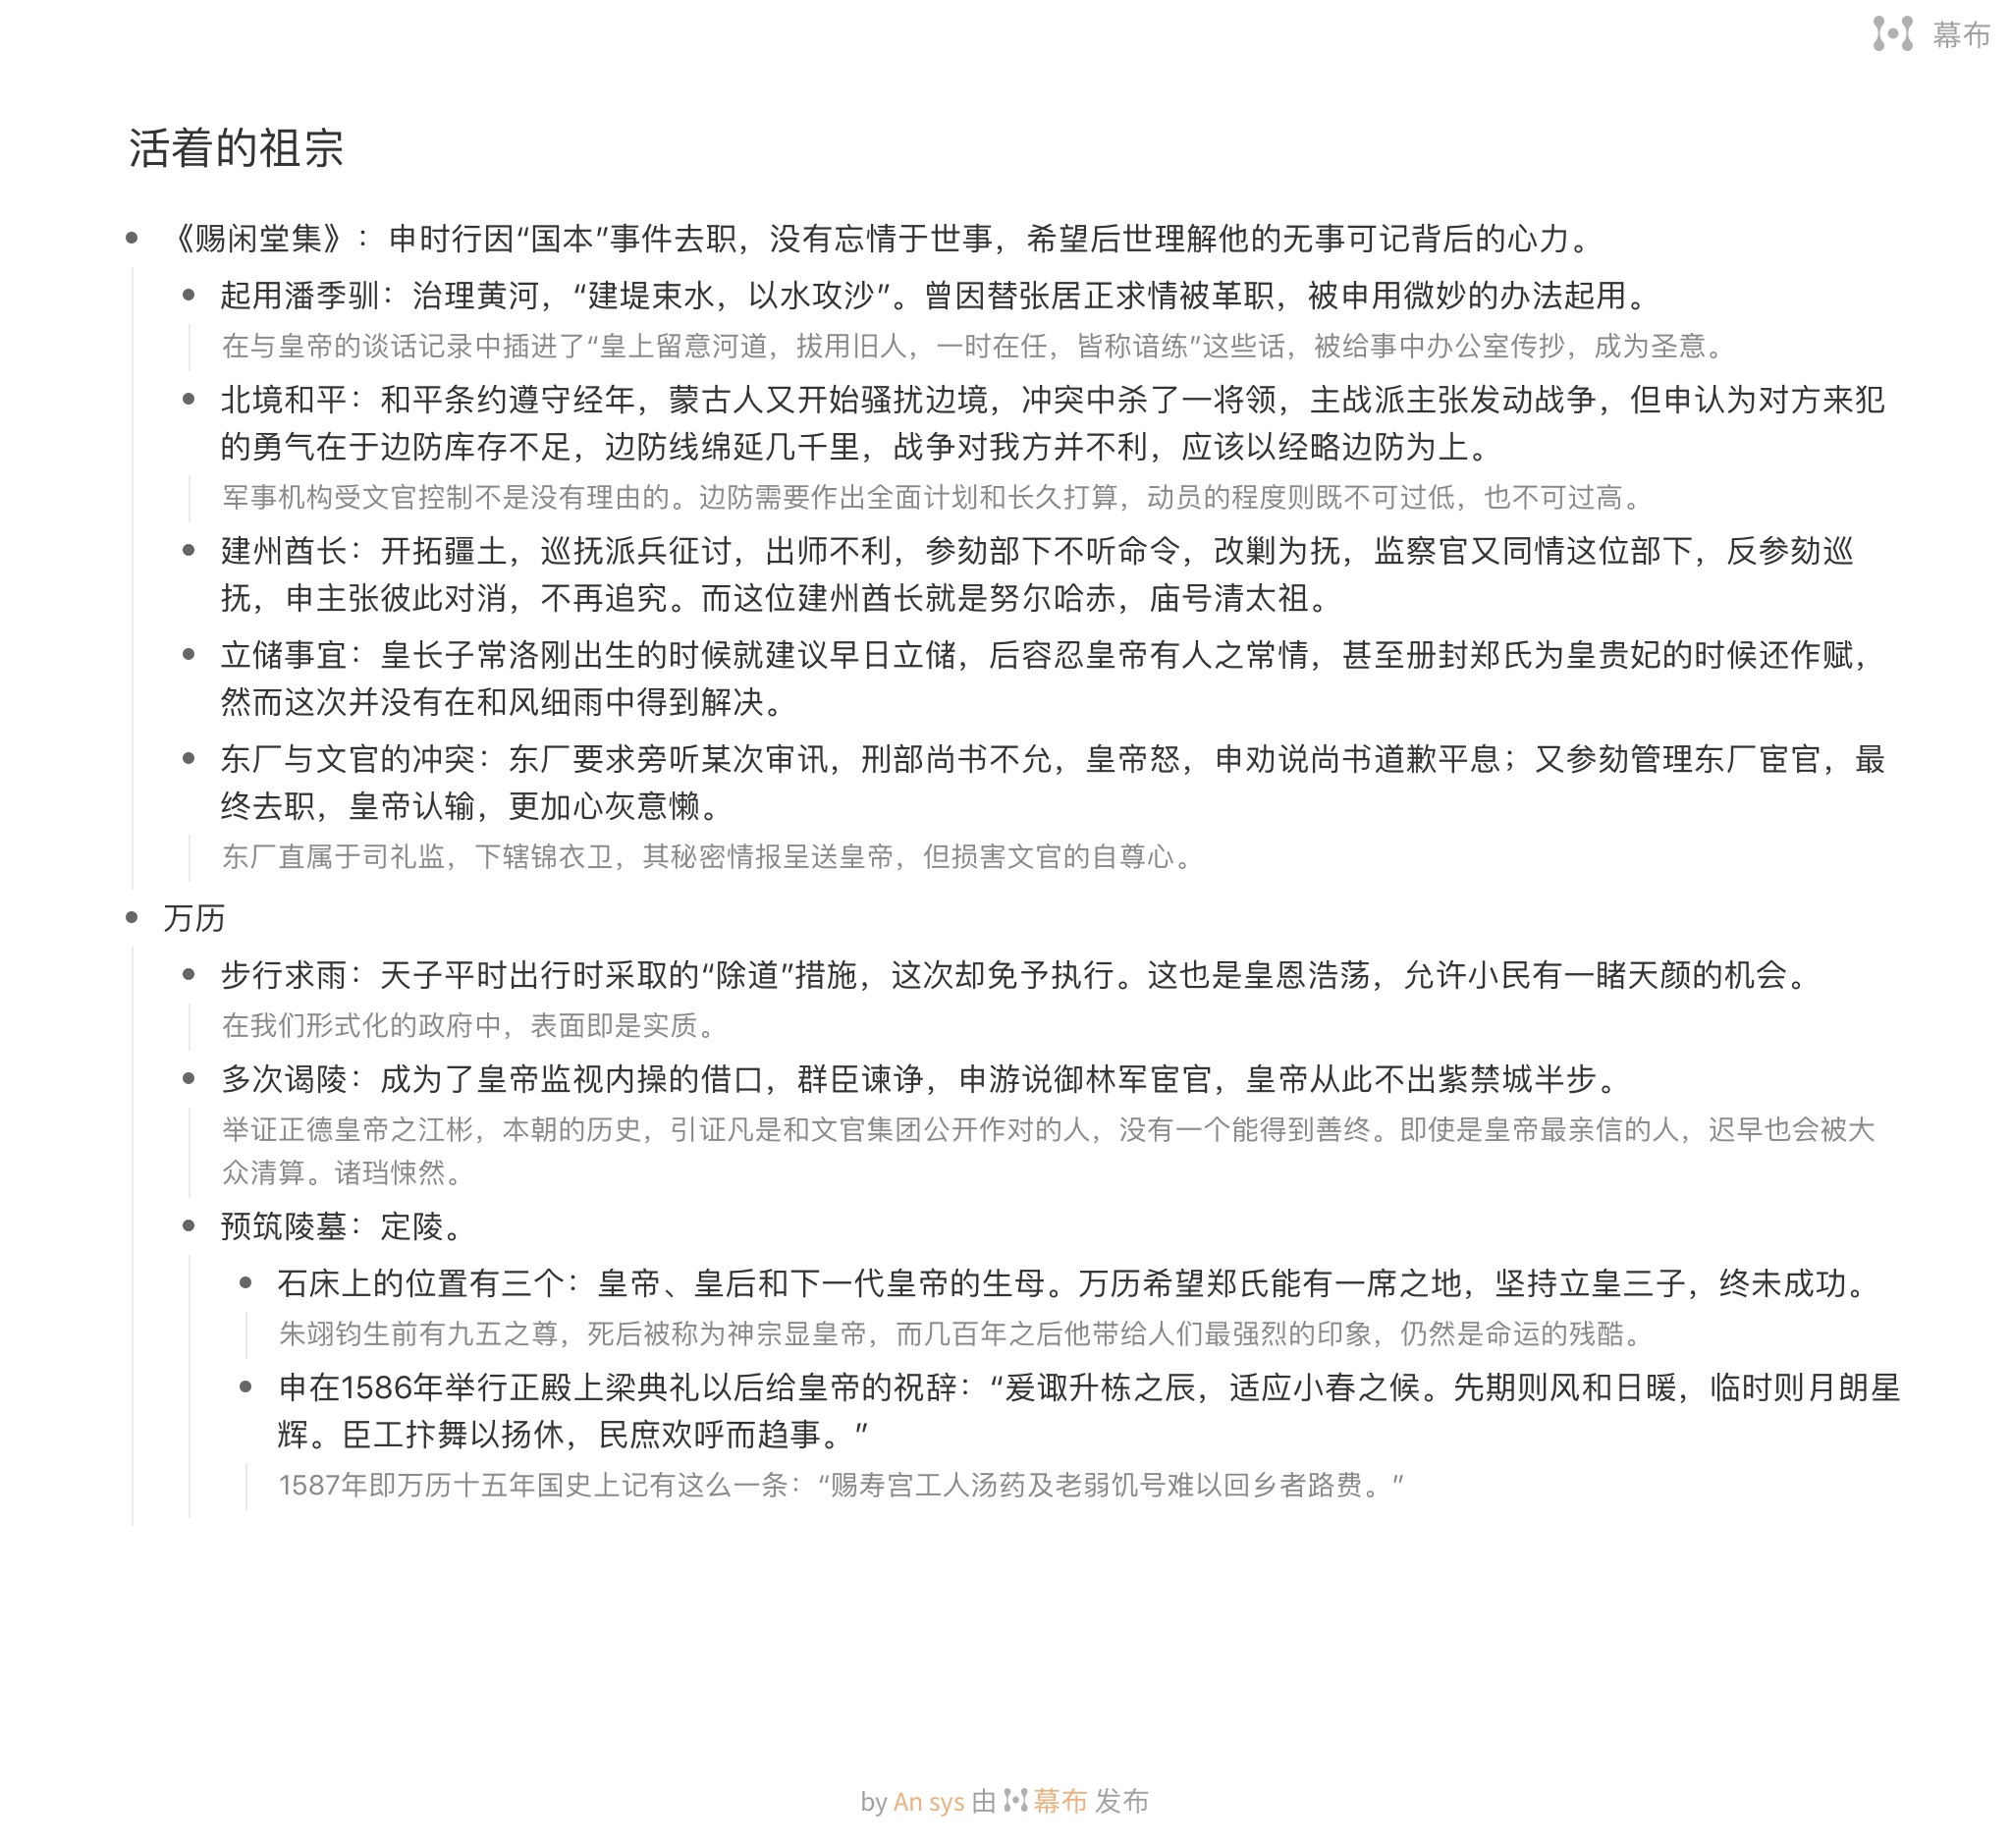 幕布
活着的祖宗
《赐闲堂集》：申时行因“国本”事件去职，没有忘情于世事，希望后世理解他的无事可记背后的心力。
起用潘季驯：治理黄河，“建堤束水，以水攻沙”。曾因替张居正求情被革职，被申用微妙的办法起用。
在与皇帝的谈话记录中插进了“皇上留意河道，拔用旧人，一时在任，皆称谙练”这些话，被给事中办公室传抄，成为圣意。
北境和平：和平条约遵守经年，蒙古人又开始骚扰边境，冲突中杀了一将领，主战派主张发动战争，但申认为对方来犯
的勇气在于边防库存不足，边防线绵延几千里，战争对我方并不利，应该以经略边防为上。
军事机构受文官控制不是没有理由的。边防需要作出全面计划和长久打算，动员的程度则既不可过低，也不可过高。
建州酋长：开拓疆土，巡抚派兵征讨，出师不利，参劾部下不听命令，改剿为抚，监察官又同情这位部下，反参劾巡
抚，申主张彼此对消，不再追究。而这位建州酋长就是努尔哈赤，庙号清太祖。
立储事宜：皇长子常洛刚出生的时候就建议早日立储，后容忍皇帝有人之常情，甚至册封郑氏为皇贵妃的时候还作赋，
然而这次并没有在和风细雨中得到解决。
东厂与文官的冲突：东厂要求旁听某次审讯，刑部尚书不允，皇帝怒，申劝说尚书道歉平息；又参劾管理东厂宦官，最
终去职，皇帝认输，更加心灰意懒。
东厂直属于司礼监，下辖锦衣卫，其秘密情报呈送皇帝，但损害文官的自尊心。
万历
步行求雨：天子平时出行时采取的“除道”措施，这次却免予执行。这也是皇恩浩荡，允许小民有一睹天颜的机会。
在我们形式化的政府中，表面即是实质。
多次谒陵：成为了皇帝监视内操的借口，群臣谏诤，申游说御林军宦官，皇帝从此不出紫禁城半步。
举证正德皇帝之江彬，本朝的历史，引证凡是和文官集团公开作对的人，没有一个能得到善终。即使是皇帝最亲信的人，迟早也会被大
众清算。诸珰悚然。
预筑陵墓：定陵。
石床上的位置有三个：皇帝、皇后和下一代皇帝的生母。万历希望郑氏能有一席之地，坚持立皇三子，终未成功。
朱翊钧生前有九五之尊，死后被称为神宗显皇帝，而几百年之后他带给人们最强烈的印象，仍然是命运的残酷。
申在1586年举行正殿上梁典礼以后给皇帝的祝辞：“爰诹升栋之辰，适应小春之候。先期则风和日暖，临时则月朗星
辉。臣工抃舞以扬休，民庶欢呼而趋事。”
1587年即万历十五年国史上记有这么一条：“赐寿宫工人汤药及老弱饥号难以回乡者路费。”
by An sys 由 幕布 发布